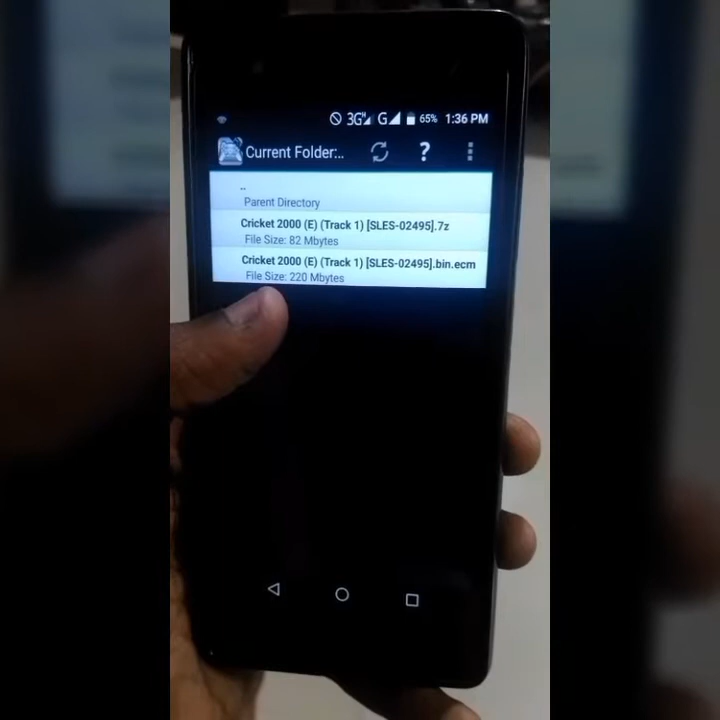 3G H G 65% 1:36 PM
Current Folder:.. ?
..
Parent Directory
Cricket 2000 (E) (Track 1) [SLES-02495].7z
File Size: 82 Mbytes
Cricket 2000 (E) (Track 1) [SLES-02495].bin.ecm
File Size: 220 Mbytes